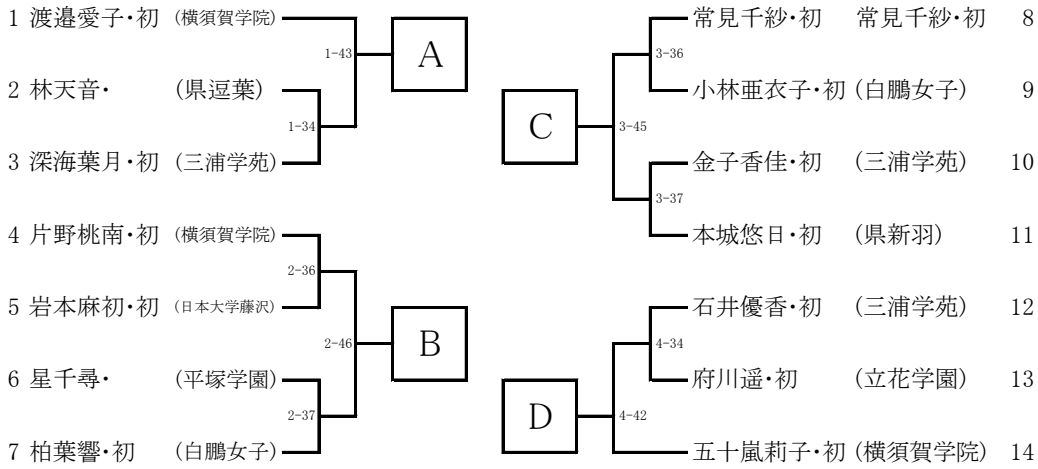 1 渡邉愛子・初 (横須賀学院)
1-43
A
2 林天音・ (県逗葉)
1-34
3 深海葉月・初 (三浦学苑)
4 片野桃南・初 (横須賀学院)
2-36
5 岩本麻初・初 (日本大学藤沢)
2-46
B
6 星千尋・ (平塚学園)
2-37
7 柏葉響・初 (白鵬女子)
常見千紗・初 常見千紗・初 8
3-36
小林亜衣子・初 (白鵬女子) 9
C
3-45
金子香佳・初 (三浦学苑) 10
3-37
本城悠日・初 (県新羽) 11
石井優香・初 (三浦学苑) 12
4-34
府川遥・初 (立花学園) 13
D
4-42
五十嵐莉子・初 (横須賀学院) 14